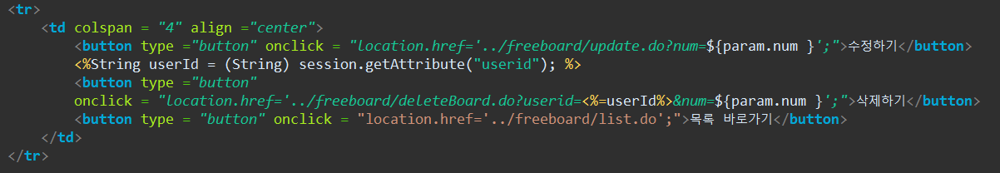 <tr>
<td colspan = "4" align ="center">
<button type ="button" onclick = "location.href='../freeboard/update.do?num=${param.num }';">수정하기</button>
<%String userId = (String) session.getAttribute("userid"); %>
<button type ="button"
onclick = "location.href='../freeboard/deleteBoard.do?userid=<%=userId%>&num=${param.num }';">삭제하기</button>
<button type = "button" onclick = "location.href='../freeboard/list.do';">목록 바로가기</button>
</td>
</tr>